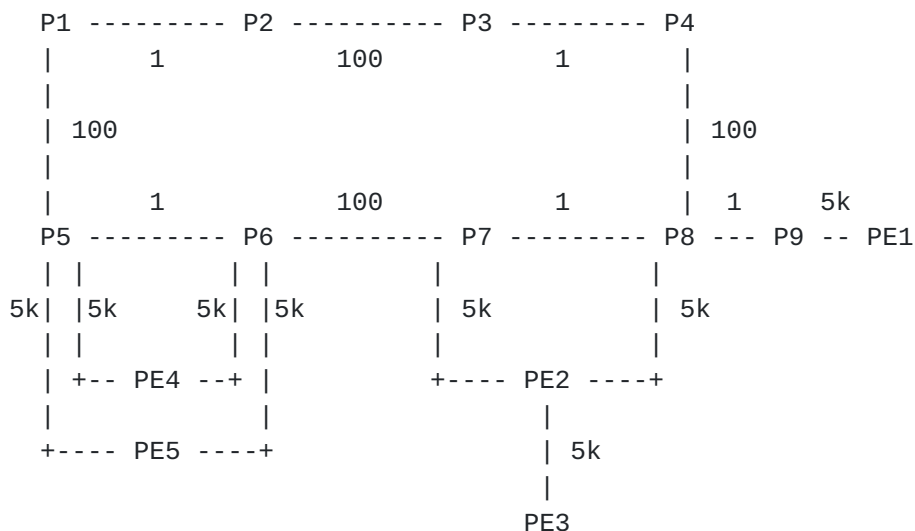 P1 --------- P2 ---------- P3 --------- P4
| 1 100 1 |
| |
| 100 | 100
| |
| 1 100 1 | 1 5k
P5 --------- P6 ---------- P7 --------- P8 --- P9 -- PE1
| | | | | |
5k| |5k 5k| |5k | 5k | 5k
| | | | | |
| +-- PE4 --+ | +---- PE2 ----+
| | |
+---- PE5 ----+ | 5k
|
PE3